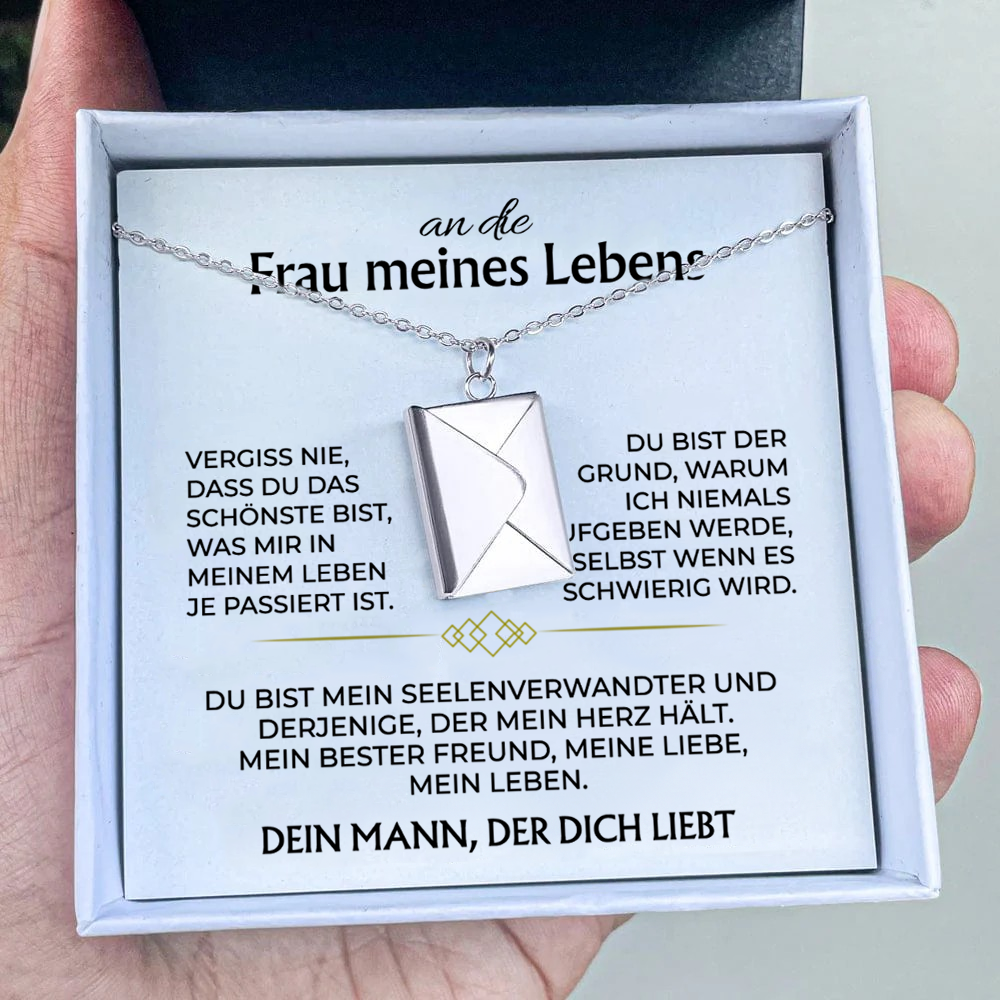 an die
Frau meines Lebens
VERGISS NIE,
DASS DU DAS
SCHÖNSTE BIST,
WAS MIR IN
MEINEM LEBEN
JE PASSIERT IST.
DU BIST DER
GRUND, WARUM
ICH NIEMALS
UFGEBEN WERDE,
SELBST WENN ES
SCHWIERIG WIRD.
DU BIST MEIN SEELENVERWANDTER UND
DERJENIGE, DER MEIN HERZ HÄLT.
MEIN BESTER FREUND, MEINE LIEBE,
MEIN LEBEN.
DEIN MANN, DER DICH LIEBT